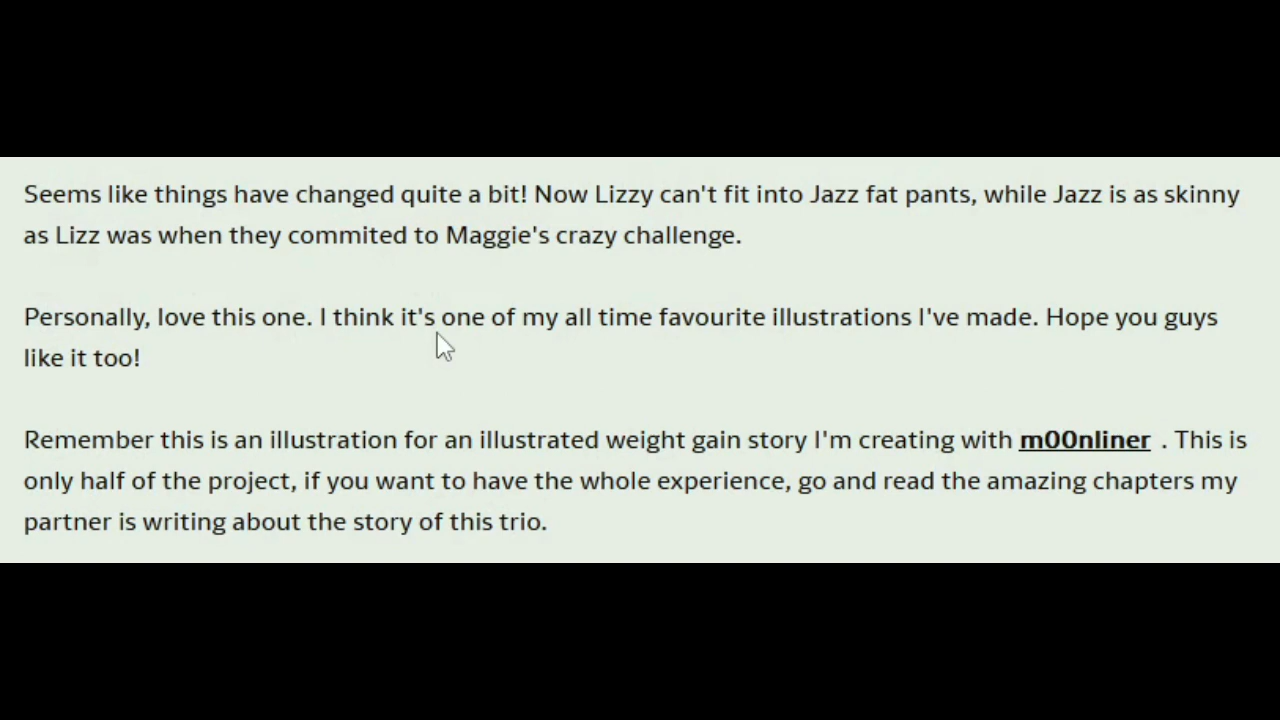 Seems like things have changed quite a bit! Now Lizzy can't fit into Jazz fat pants, while Jazz is as skinny
as Lizz was when they commited to Maggie's crazy challenge.
Personally, love this one. I think it's one of my all time favourite illustrations I've made. Hope you guys
like it too!
Remember this is an illustration for an illustrated weight gain story I'm creating with m00nliner . This is
only half of the project, if you want to have the whole experience, go and read the amazing chapters my
partner is writing about the story of this trio.